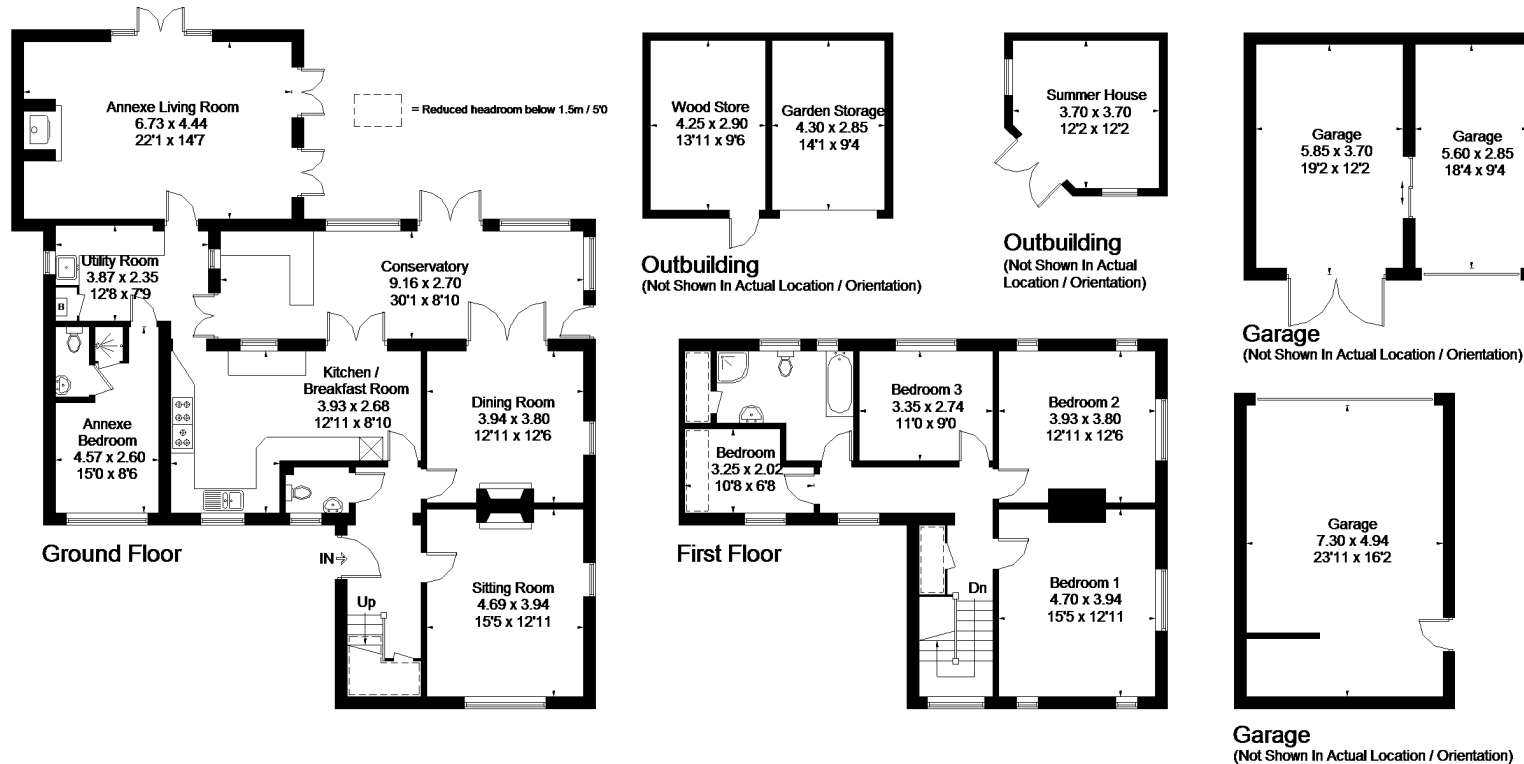 Annexe Living Room
6.73 x 4.44
22'1 x 14'7
= Reduced headroom below 1.5m / 5'0
Utility Room
3.87 x 2.35
12'8 x 7'9
B
Conservatory
9.16 x 2.70
30'1 x 8'10
Annexe
Bedroom
4.57 x 2.60
15'0 x 8'6
Kitchen /
Breakfast Room
3.93 x 2.68
12'11 x 8'10
Dining Room
3.94 x 3.80
12'11 x 12'6
Ground Floor
IN
Up
Sitting Room
4.69 x 3.94
15'5 x 12'11
Wood Store
4.25 x 2.90
13'11 x 9'6
Garden Storage
4.30 x 2.85
14'1 x 9'4
Outbuilding
(Not Shown In Actual Location / Orientation)
Summer House
3.70 x 3.70
12'2 x 12'2
Outbuilding
(Not Shown In Actual
Location / Orientation)
Garage
5.85 x 3.70
19'2 x 12'2
Garage
5.60 x 2.85
18'4 x 9'4
Garage
(Not Shown In Actual Location / Orientation)
Bedroom 3
3.35 x 2.74
11'0 x 9'0
Bedroom 2
3.93 x 3.80
12'11 x 12'6
Bedroom
3.25 x 2.02
10'8 x 6'8
First Floor
Dn
Bedroom 1
4.70 x 3.94
15'5 x 12'11
Garage
7.30 x 4.94
23'11 x 16'2
Garage
(Not Shown In Actual Location / Orientation)